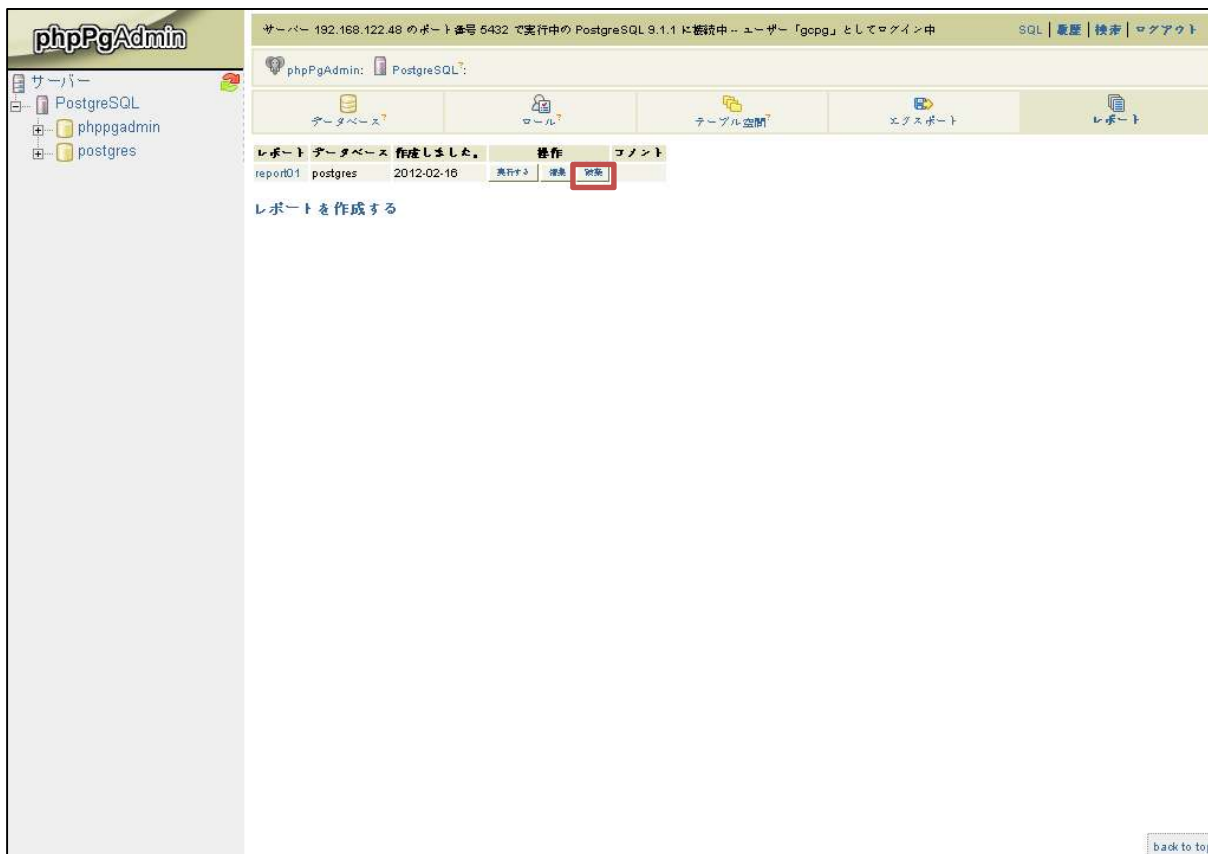 phpPgAdmin
サーバー
PostgreSQL
phppgadmin
postgres
サーバー 192.168.122.48 のポート番号 5432 で実行中の PostgreSQL 9.1.1 に接続中 -- ユーザー 「gopg」 としてログイン中
SQL | 履歴 | 検索 | ログアウト
phpPgAdmin: PostgreSQL?:
データベース?
ロール?
テーブル空間?
エクスポート
レポート
レポート データベース 作成しました。 操作 コメント
report01 postgres 2012-02-16 実行する 編集 破棄
レポートを作成する
back to top